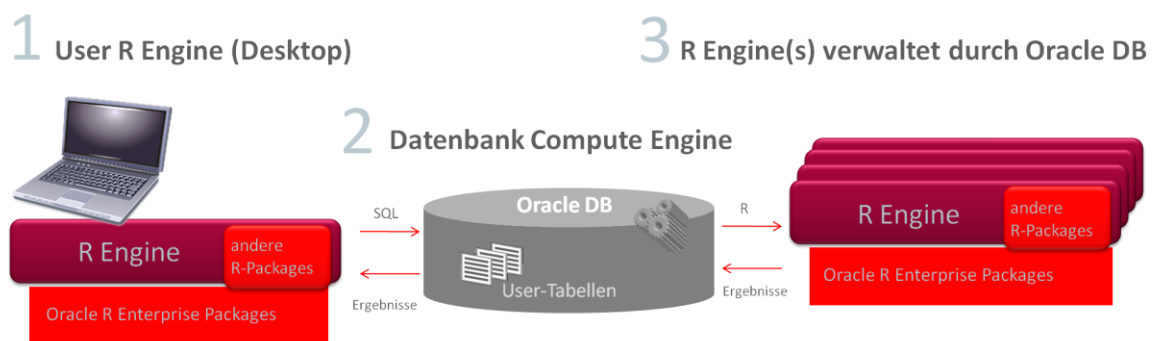 1 User R Engine (Desktop)
R Engine
andere
R-Packages
Oracle R Enterprise Packages
2 Datenbank Compute Engine
SQL
Ergebnisse
Oracle DB
User-Tabellen
R
Ergebnisse
3 R Engine(s) verwaltet durch Oracle DB
R Engine
andere
R-Packages
Oracle R Enterprise Packages